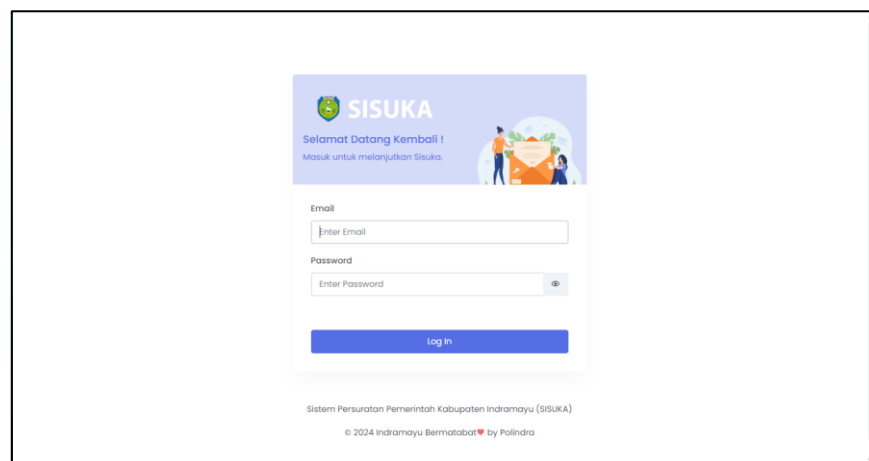 SISUKA
Selamat Datang Kembali !
Masuk untuk melanjutkan Sisuka.
Email
Enter Email
Password
Enter Password
Log In
Sistem Persuratan Pemerintah Kabupaten Indramayu (SISUKA)
© 2024 Indramayu Bermatabat❤ by Polindra